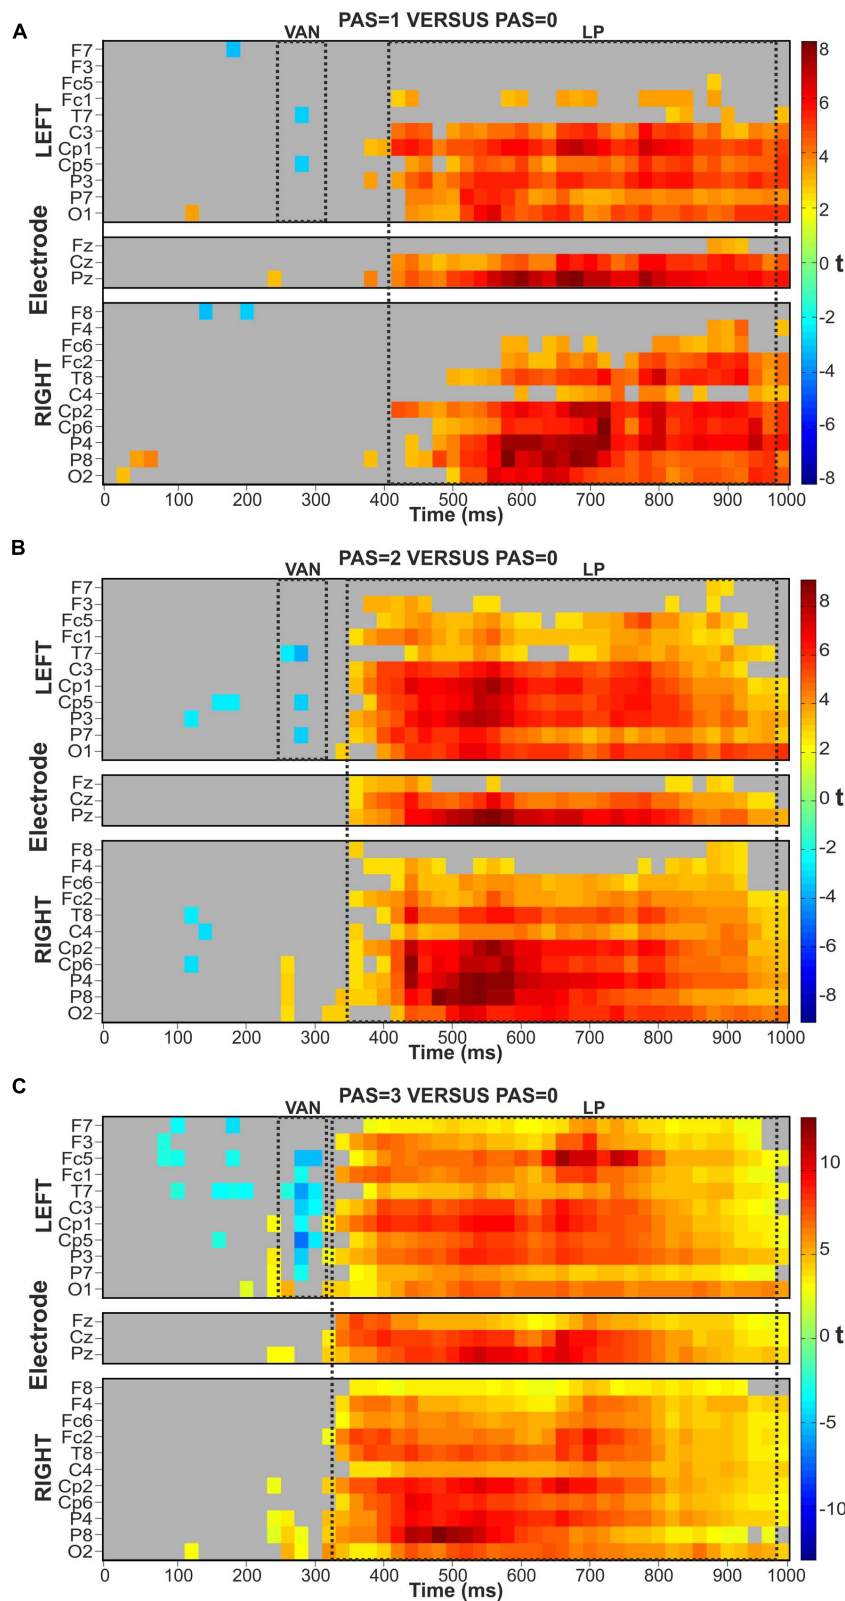 A
PAS=1 VERSUS PAS=0
VAN
LP
LEFT
F7
F3
Fc5
Fc1
T7
C3
Cp1
Cp5
P3
P7
O1
Electrode
Fz
Cz
Pz
RIGHT
F8
F4
Fc6
Fc2
T8
C4
Cp2
Cp6
P4
P8
O2
0 100 200 300 400 500 600 700 800 900 1000
Time (ms)
8
6
4
2
0 t
-2
-4
-6
-8
B
PAS=2 VERSUS PAS=0
VAN
LP
LEFT
F7
F3
Fc5
Fc1
T7
C3
Cp1
Cp5
P3
P7
O1
Electrode
Fz
Cz
Pz
RIGHT
F8
F4
Fc6
Fc2
T8
C4
Cp2
Cp6
P4
P8
O2
0 100 200 300 400 500 600 700 800 900 1000
Time (ms)
8
6
4
2
0 t
-2
-4
-6
-8
C
PAS=3 VERSUS PAS=0
VAN
LP
LEFT
F7
F3
Fc5
Fc1
T7
C3
Cp1
Cp5
P3
P7
O1
Electrode
Fz
Cz
Pz
RIGHT
F8
F4
Fc6
Fc2
T8
C4
Cp2
Cp6
P4
P8
O2
0 100 200 300 400 500 600 700 800 900 1000
Time (ms)
10
5
0 t
-5
-10